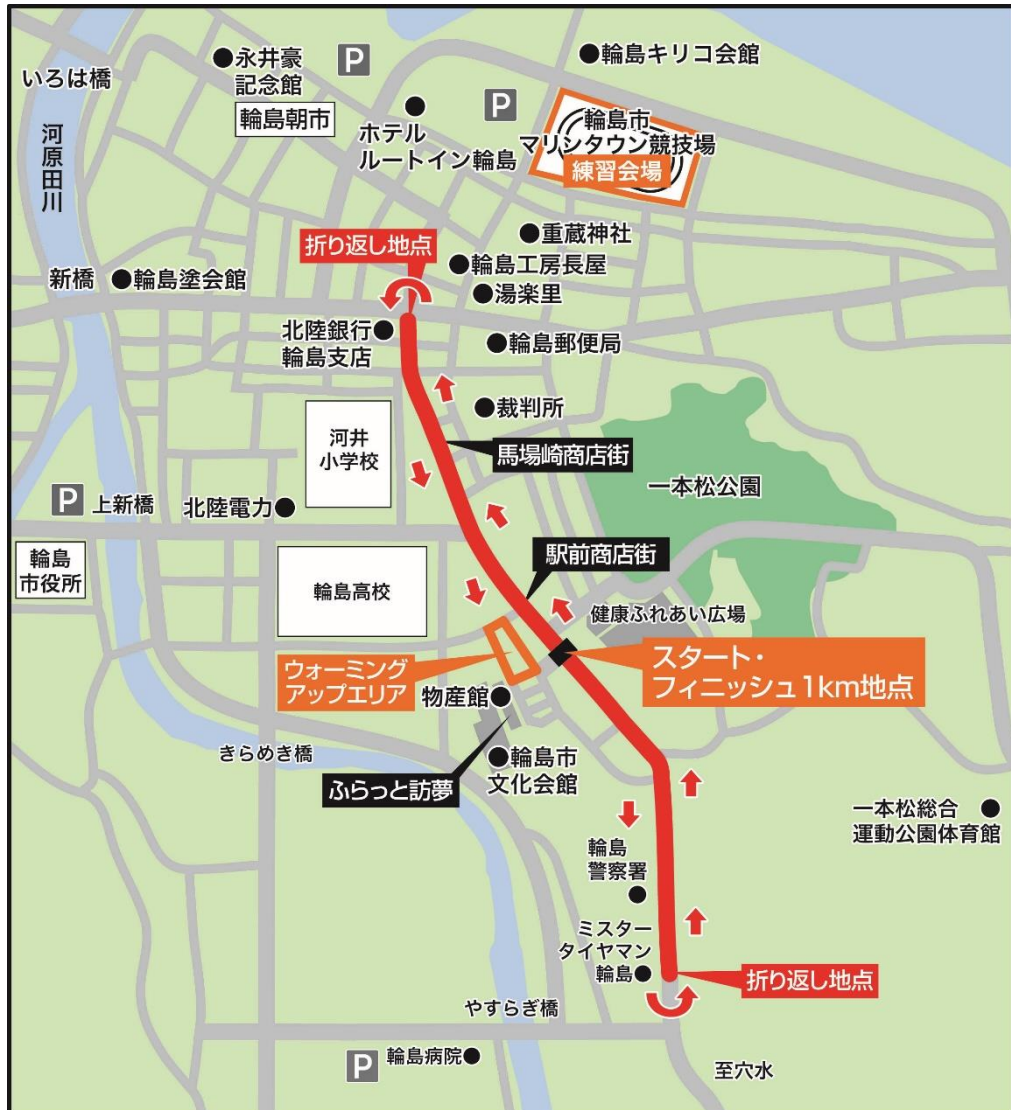 いろは橋
永井豪
記念館
P
輪島キリコ会館
輪島朝市
ホテル
ルートイン輪島
P
輪島市
マリンタウン競技場
練習会場
河原田川
折り返し地点
重蔵神社
輪島工房長屋
湯楽里
新橋
輪島塗会館
北陸銀行
輪島支店
輪島郵便局
裁判所
河井
小学校
馬場崎商店街
一本松公園
P
上新橋
北陸電力
輪島
市役所
輪島高校
駅前商店街
健康ふれあい広場
ウォーミング
アップエリア
スタート・
フィニッシュ1km地点
物産館
きらめき橋
ふらっと訪夢
輪島市
文化会館
一本松総合
運動公園体育館
輪島
警察署
ミスター
タイヤマン
輪島
折り返し地点
やすらぎ橋
P
輪島病院
至穴水